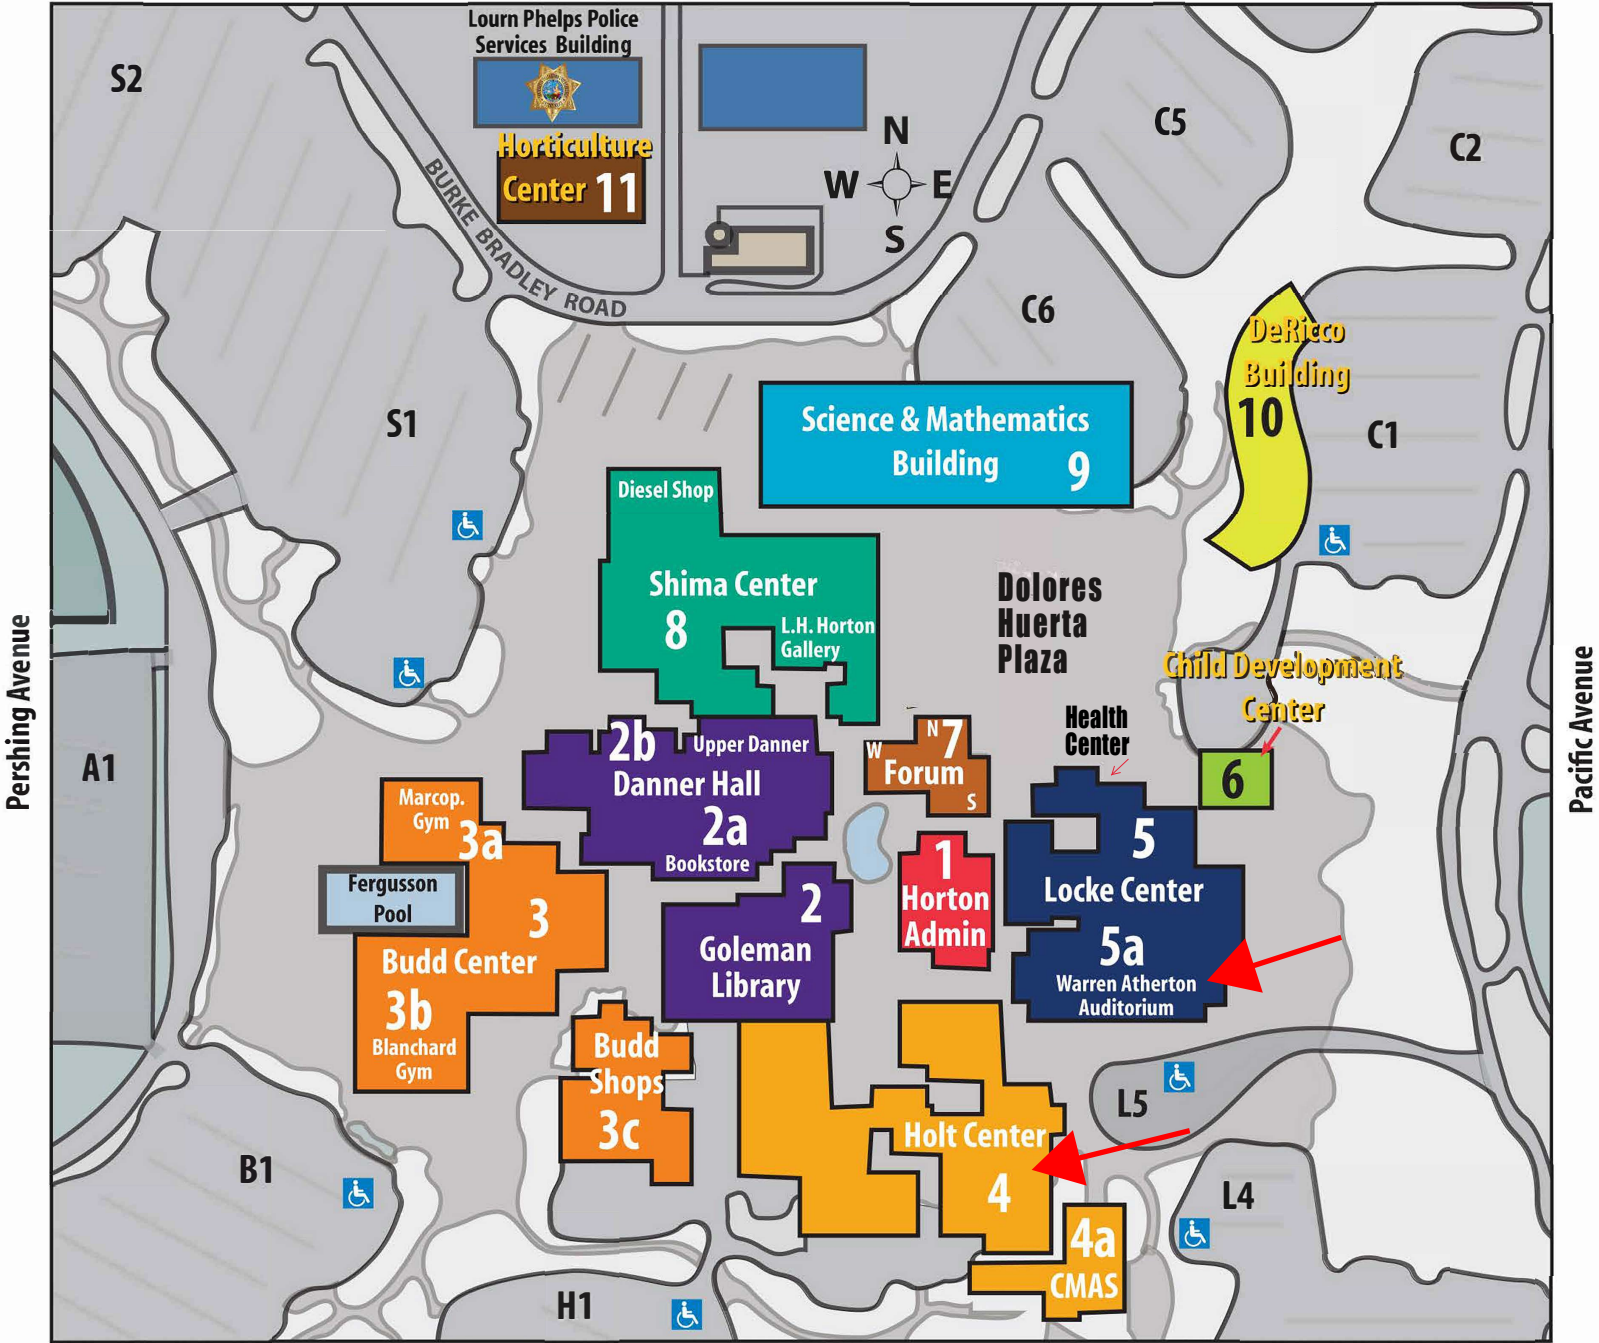 Lourn Phelps Police
Services Building
S2
Horticulture
Center 11
BURKE BRADLEY ROAD
N
W E
S
C5
C2
C6
DeRicco
Building
10
C1
S1
Science & Mathematics
Building 9
Diesel Shop
Shima Center
8
L.H. Horton
Gallery
Dolores
Huerta
Plaza
Child Development
Center
6
Pershing Avenue
Pacific Avenue
A1
2b
Upper Danner
Danner Hall
2a
Bookstore
N 7
W
Forum
S
Health
Center
Marcop.
Gym
3a
Fergusson
Pool
3
Budd Center
3b
Blanchard
Gym
2
Goleman
Library
1
Horton
Admin
5
Locke Center
5a
Warren Atherton
Auditorium
Budd
Shops
3c
Holt Center
4
4a
CMAS
L5
L4
B1
H1